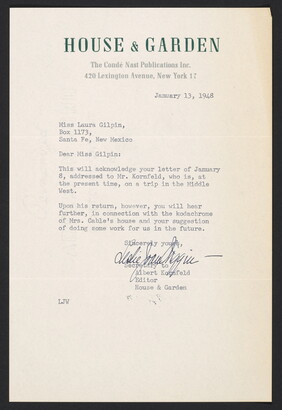 HOUSE & GARDEN
The Condé Nast Publications Inc.
420 Lexington Avenue, New York 17
January 13, 1948
Miss Laura Gilpin,
Box 1173,
Santa Fe, New Mexico
Dear Miss Gilpin:
This will acknowledge your letter of January
8, addressed to Mr. Kornfeld, who is, at
the present time, on a trip in the Middle
West.
Upon his return, however, you will hear
further, in connection with the kodachromes
of Mrs. Cable's house and your suggestion
of doing some work for us in the future.
Sincerely yours,
Secretary to
Albert Kornfeld
Editor
House & Garden
LJW